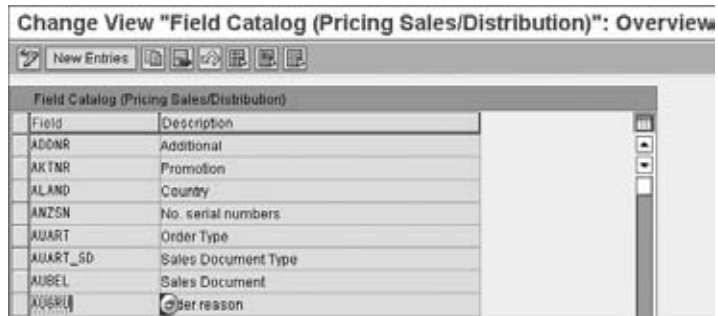 Change View "Field Catalog (Pricing Sales/Distribution)": Overview
New Entries
Field Catalog (Pricing Sales/Distribution)
Field Description
ADDNR Additional
AKTNR Promotion
ALAND Country
ANZSN No. serial numbers
AUART Order Type
AUART_SD Sales Document Type
AUBEL Sales Document
AUGRU der reason